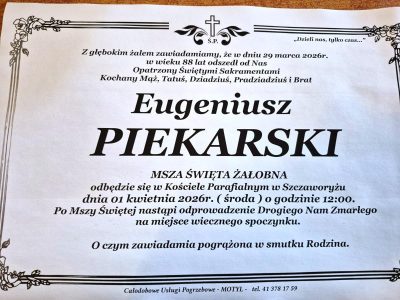 Ś.P.
„Dzieli nas, tylko czas..."
Z głębokim żalem zawiadamiamy, że w dniu 29 marca 2026r.
w wieku 88 lat odszedł od Nas
Opatrzony Świętymi Sakramentami
Kochany Mąż, Tatuś, Dziadziuś, Pradziadziuś i Brat
Eugeniusz
PIEKARSKI
MSZA ŚWIĘTA ŻAŁOBNA
odbędzie się w Kościele Parafialnym w Szczaworyżu
dnia 01 kwietnia 2026r. ( środa ) o godzinie 12:00.
Po Mszy Świętej nastąpi odprowadzenie Drogiego Nam Zmarłego
na miejsce wiecznego spoczynku.
O czym zawiadamia pogrążona w smutku Rodzina.
Całodobowe Usługi Pogrzebowe - MOTYL - tel. 41 378 17 59